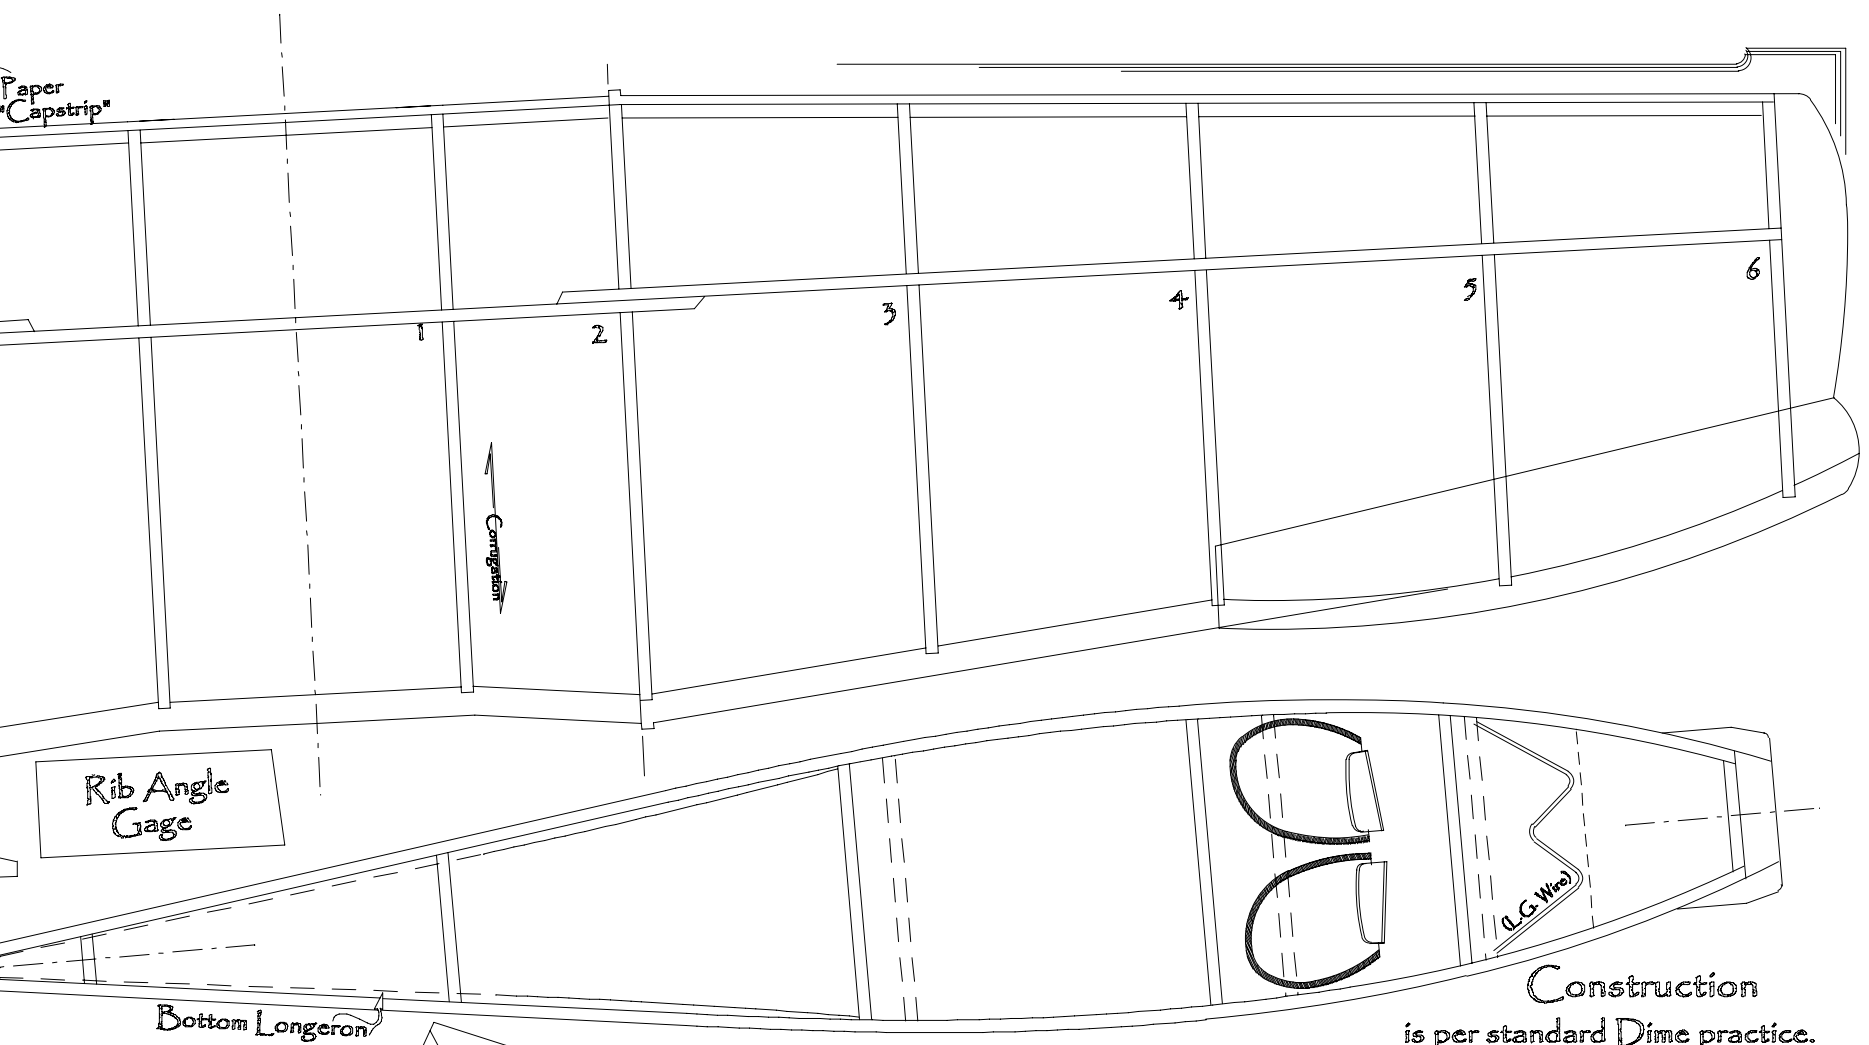 Paper
"Capstrip"
1
2
3
4
5
6
Corrugation
Rib Angle
Gage
(L.G. Wire)
Bottom Longeron
Construction
is per standard Dime practice.